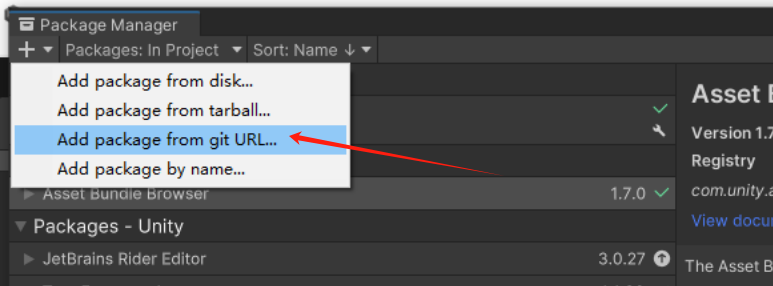 Package Manager
+ Packages: In Project Sort: Name ↓
Add package from disk...
Add package from tarball...
Add package from git URL...
Add package by name...
Asset Bundle Browser 1.7.0
Packages - Unity
JetBrains Rider Editor 3.0.27
Asset B
Version 1.7
Registry
com.unity.a
View docu
The Asset B